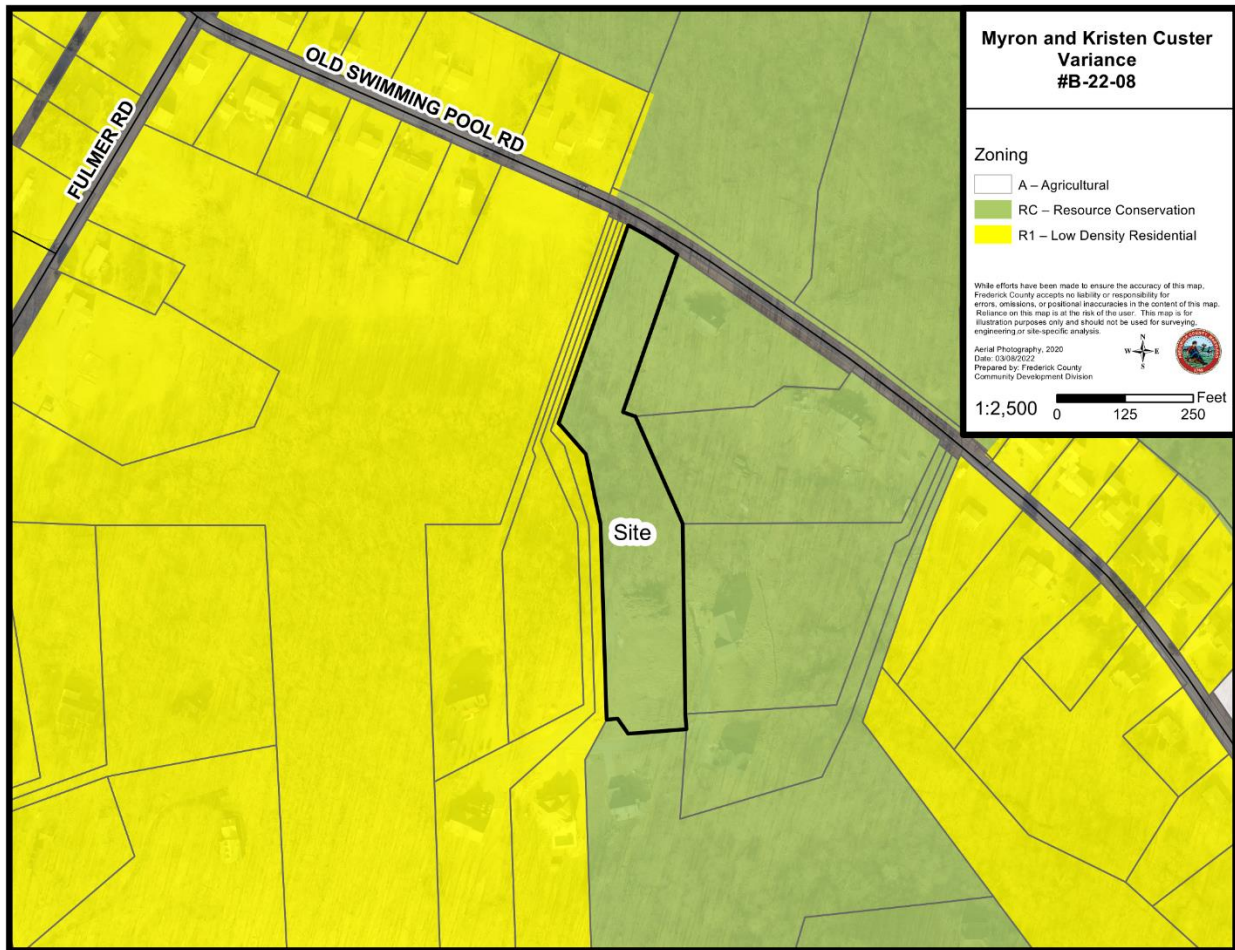 OLD SWIMMING POOL RD
FULMER RD
Site
Myron and Kristen Custer
Variance
#B-22-08
Zoning
A – Agricultural
RC – Resource Conservation
R1 – Low Density Residential
While efforts have been made to ensure the accuracy of this map,
Frederick County accepts no liability or responsibility for
errors, omissions, or positional inaccuracies in the content of this map.
Reliance on this map is at the risk of the user. This map is for
illustration purposes only and should not be used for surveying,
engineering,or site-specific analysis.
Aerial Photography, 2020
Date: 03/08/2022
Prepared by: Frederick County
Community Development Division
N
W E
S
1:2,500
Feet
0 125 250